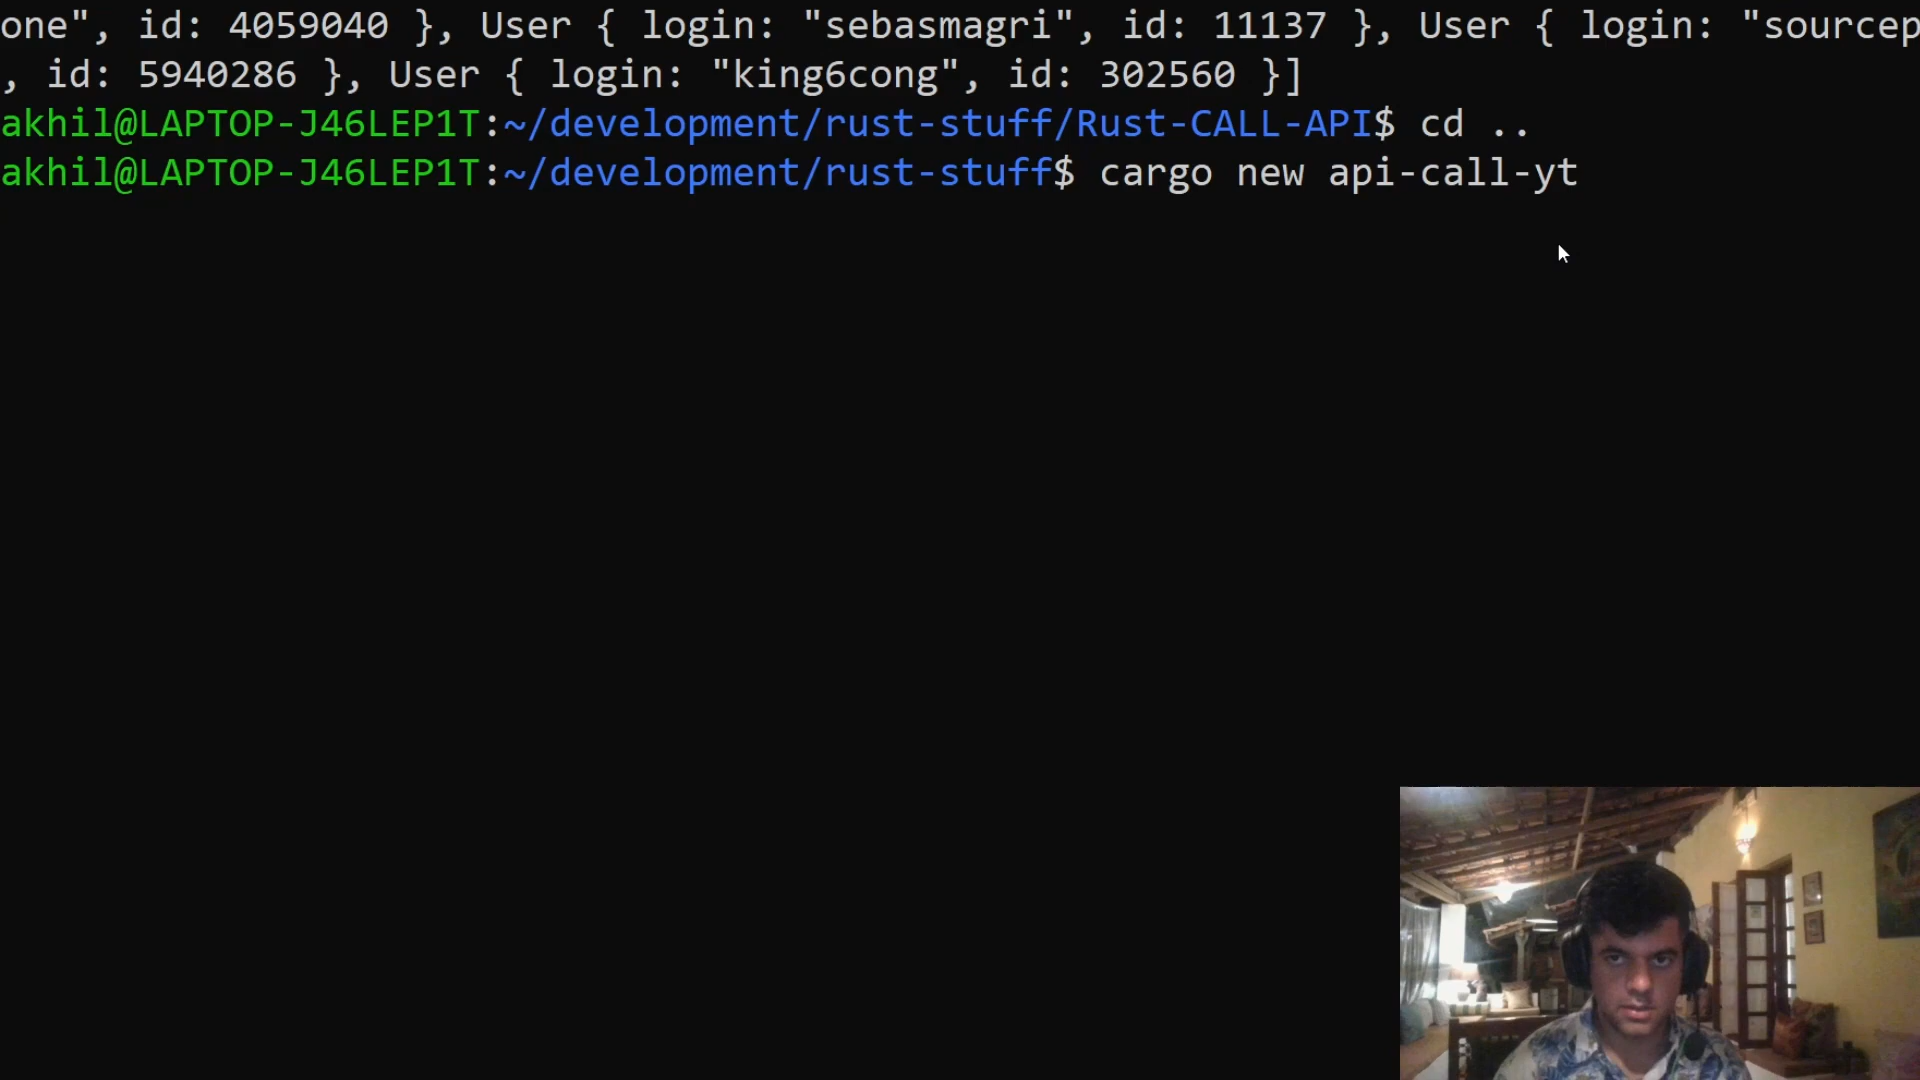 one", id: 4059040 }, User { login: "sebasmagri", id: 11137 }, User { login: "sourcep
, id: 5940286 }, User { login: "king6cong", id: 302560 }]
akhil@LAPTOP-J46LEP1T:~/development/rust-stuff/Rust-CALL-API$ cd ..
akhil@LAPTOP-J46LEP1T:~/development/rust-stuff$ cargo new api-call-yt